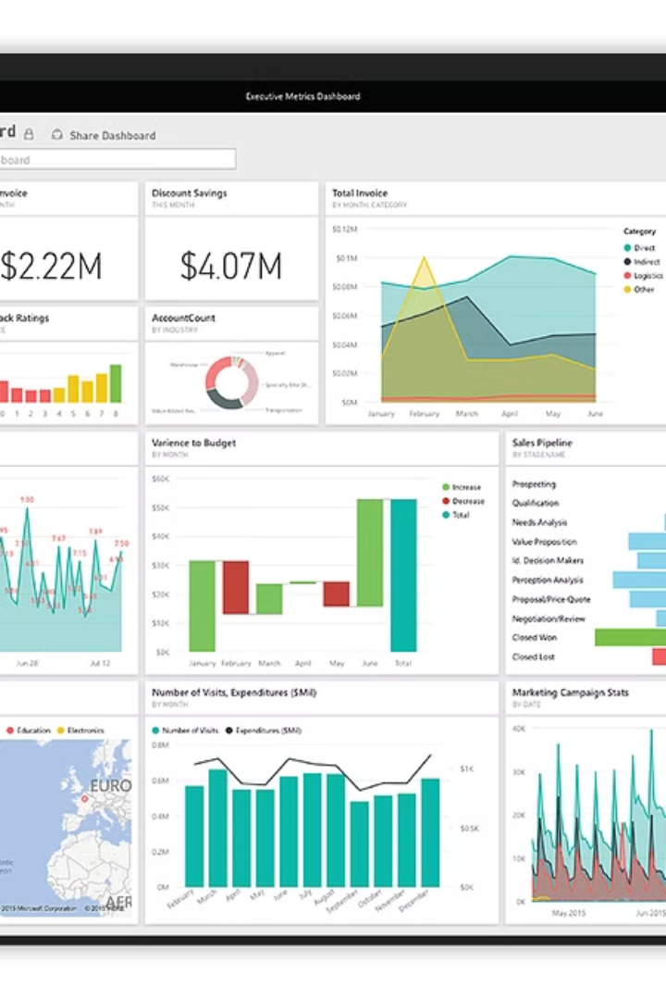 Executive Metrics Dashboard
rd
Share Dashboard
board
nvoice
NTH
$2.22M
Discount Savings
THIS MONTH
$4.07M
Total Invoice
BY MONTH, CATEGORY
$0.12M
$0.1M
$0.08M
$0.06M
$0.04M
$0.02M
$0M
January February March April May June
Category
Direct
Indirect
Logistics
Other
ack Ratings
CE
0 1 2 3 4 5 6 7 8
AccountCount
BY INDUSTRY
Warehouse
Apparel
Specialty Bike Sh...
Value Added Res...
Transportation
9.00
7.67
7.15
7.89
7.50
Jun 28 Jul 12
Varience to Budget
BY MONTH
$60K
$50K
$40K
$30K
$20K
$10K
$0K
January February March April May June Total
Increase
Decrease
Total
Sales Pipeline
BY STAGENAME
Prospecting
Qualification
Needs Analysis
Value Proposition
Id. Decision Makers
Perception Analysis
Proposal/Price Quote
Negotiation/Review
Closed Won
Closed Lost
Education Electronics
EURO
AFR
2015 Microsoft Corporation © 2015 HERE
Number of Visits, Expenditures ($Mil)
BY MONTH
Number of Visits Expenditures ($Mil)
0.8M
0.6M
0.4M
0.2M
0M
$1K
$0.5K
$0K
February March April May June July August September October November December
Marketing Campaign Stats
BY DATE
40K
30K
20K
10K
0K
May 2015 Jun 2015